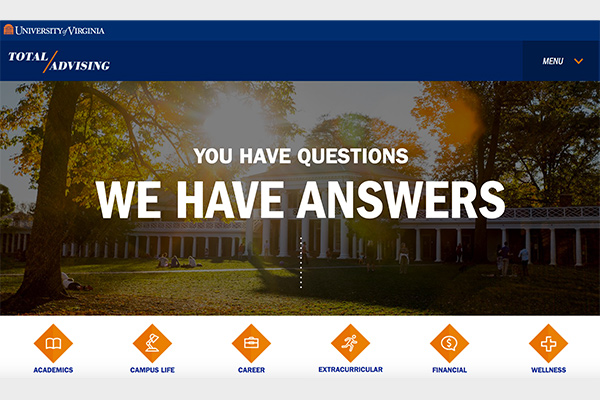 UNIVERSITY of VIRGINIA
TOTAL
ADVISING
MENU
YOU HAVE QUESTIONS
WE HAVE ANSWERS
ACADEMICS
CAMPUS LIFE
CAREER
EXTRACURRICULAR
FINANCIAL
WELLNESS
$